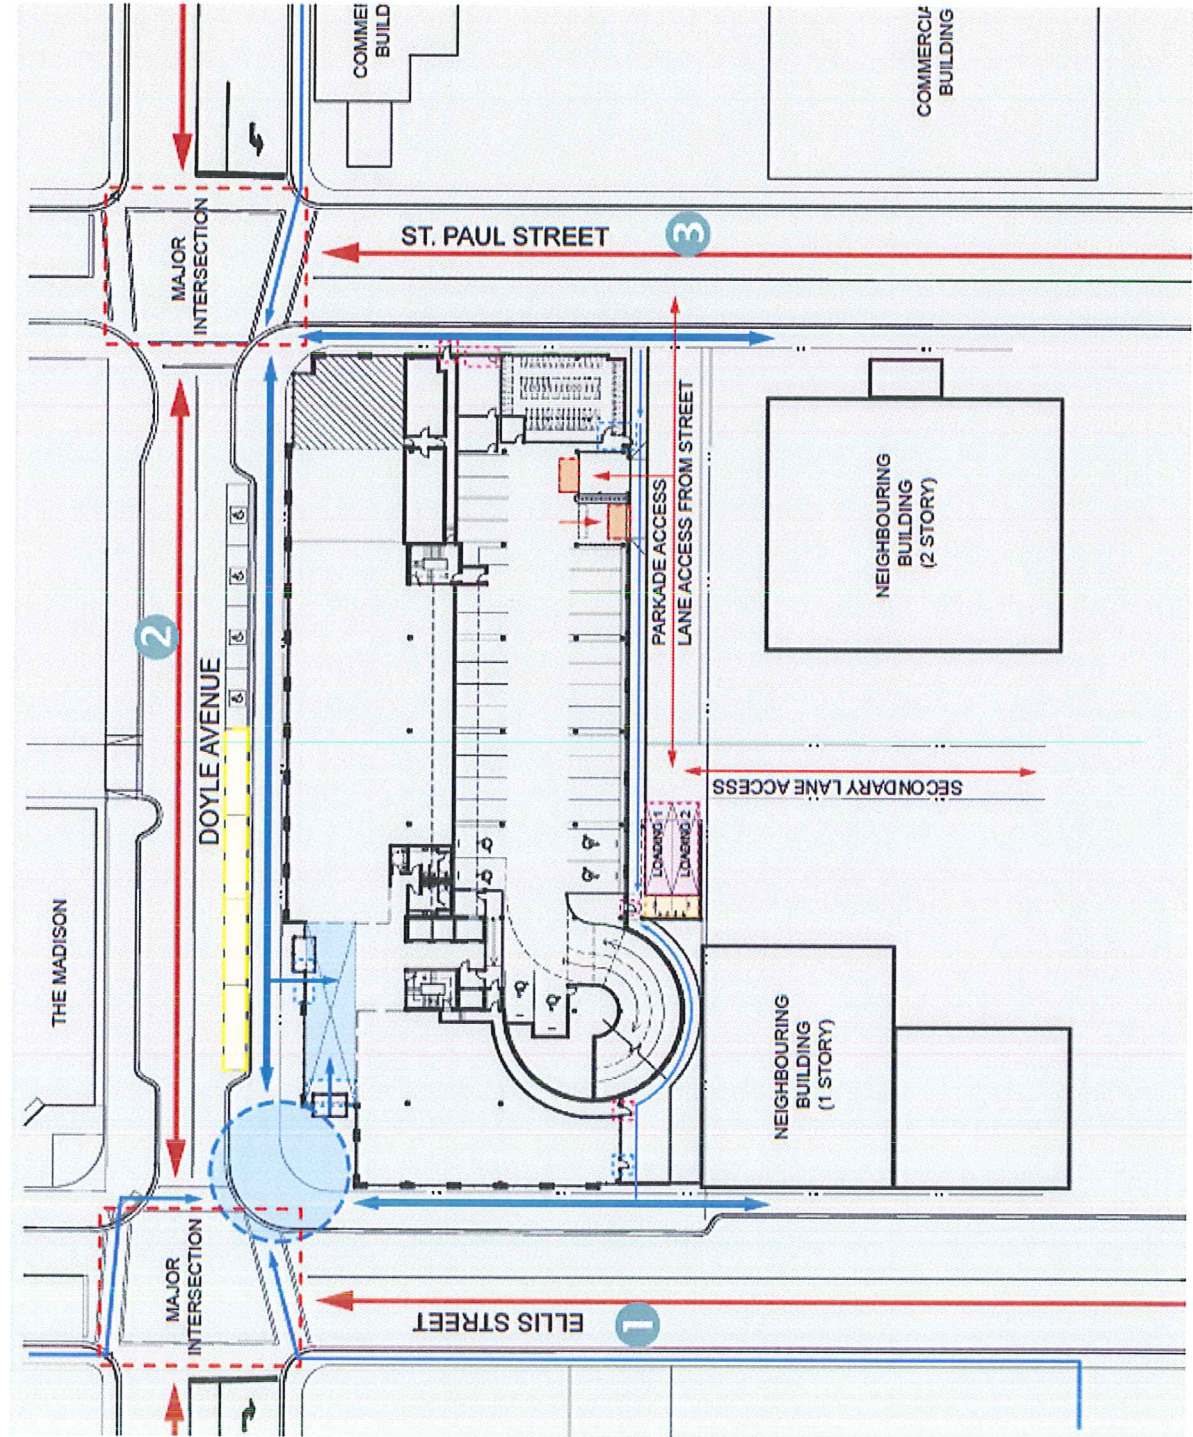 COMMERCIAL
BUILDING
MAJOR
INTERSECTION
ST. PAUL STREET
3
2
DOYLE AVENUE
THE MADISON
PARKADE ACCESS
LANE ACCESS FROM STREET
NEIGHBOURING
BUILDING
(2 STORY)
SECONDARY LANE ACCESS
LOADING 1
LOADING 2
NEIGHBOURING
BUILDING
(1 STORY)
MAJOR
INTERSECTION
ELLIS STREET
1